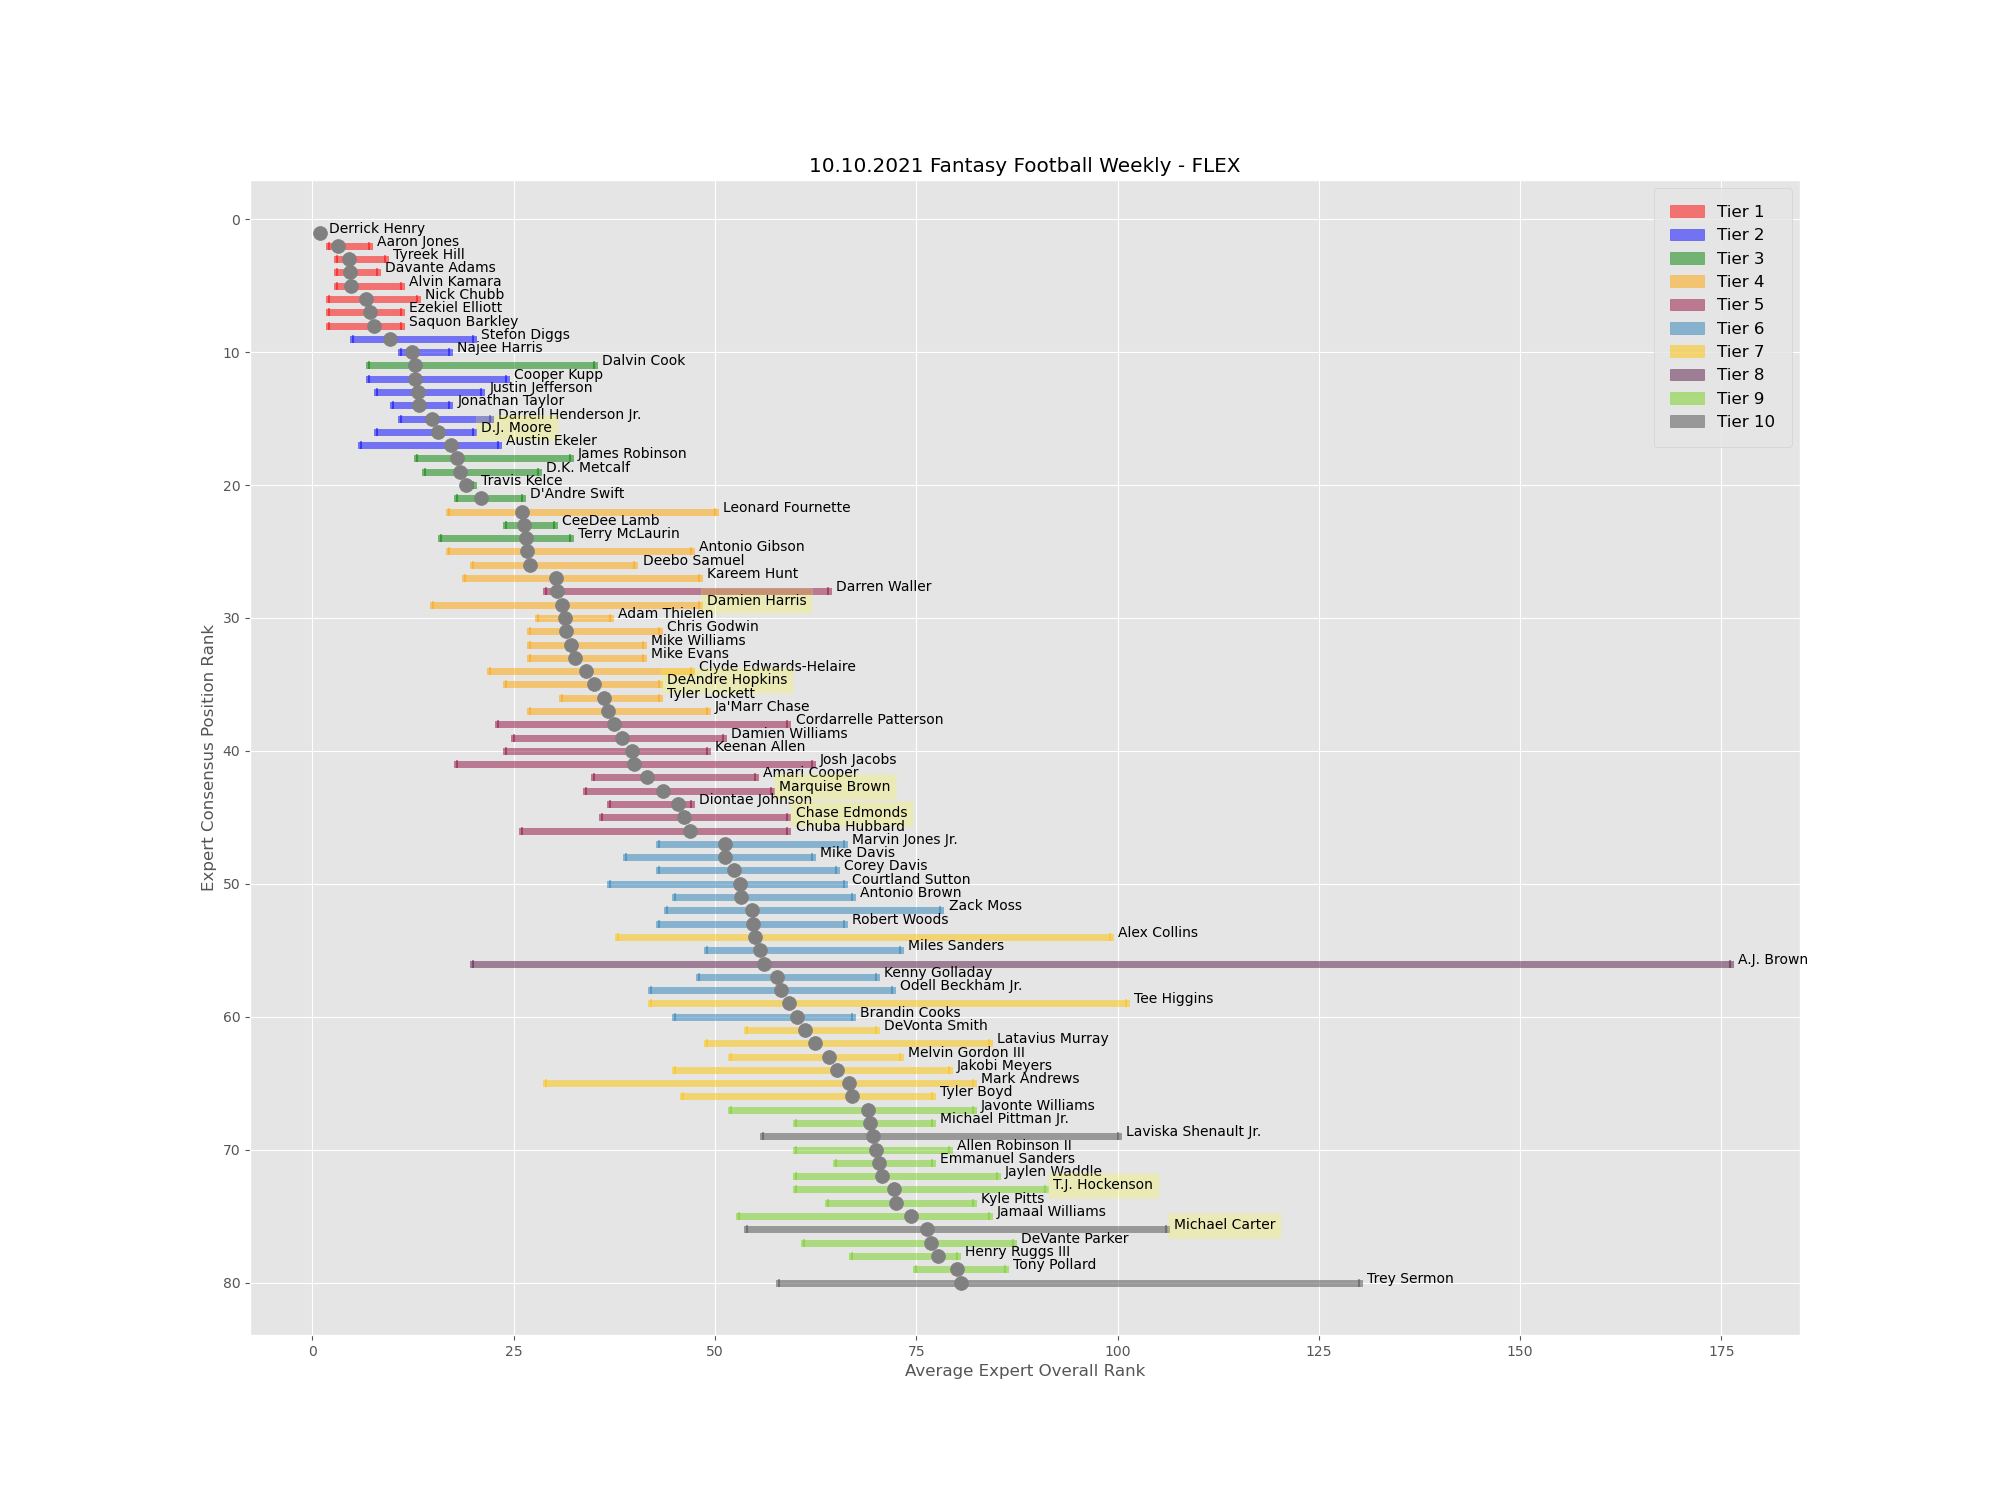 10.10.2021 Fantasy Football Weekly - FLEX
Tier 1
Tier 2
Tier 3
Tier 4
Tier 5
Tier 6
Tier 7
Tier 8
Tier 9
Tier 10
Expert Consensus Position Rank
0
10
20
30
40
50
60
70
80
Derrick Henry
Aaron Jones
Tyreek Hill
Davante Adams
Alvin Kamara
Nick Chubb
Ezekiel Elliott
Saquon Barkley
Stefon Diggs
Najee Harris
Dalvin Cook
Cooper Kupp
Justin Jefferson
Jonathan Taylor
Darrell Henderson Jr.
D.J. Moore
Austin Ekeler
James Robinson
D.K. Metcalf
Travis Kelce
D'Andre Swift
Leonard Fournette
CeeDee Lamb
Terry McLaurin
Antonio Gibson
Deebo Samuel
Kareem Hunt
Darren Waller
Damien Harris
Adam Thielen
Chris Godwin
Mike Williams
Mike Evans
Clyde Edwards-Helaire
DeAndre Hopkins
Tyler Lockett
Ja'Marr Chase
Cordarrelle Patterson
Damien Williams
Keenan Allen
Josh Jacobs
Amari Cooper
Marquise Brown
Diontae Johnson
Chase Edmonds
Chuba Hubbard
Marvin Jones Jr.
Mike Davis
Corey Davis
Courtland Sutton
Antonio Brown
Zack Moss
Robert Woods
Alex Collins
Miles Sanders
A.J. Brown
Kenny Golladay
Odell Beckham Jr.
Tee Higgins
Brandin Cooks
DeVonta Smith
Latavius Murray
Melvin Gordon III
Jakobi Meyers
Mark Andrews
Tyler Boyd
Javonte Williams
Michael Pittman Jr.
Laviska Shenault Jr.
Allen Robinson II
Emmanuel Sanders
Jaylen Waddle
T.J. Hockenson
Kyle Pitts
Jamaal Williams
Michael Carter
DeVante Parker
Henry Ruggs III
Tony Pollard
Trey Sermon
0 25 50 75 100 125 150 175
Average Expert Overall Rank